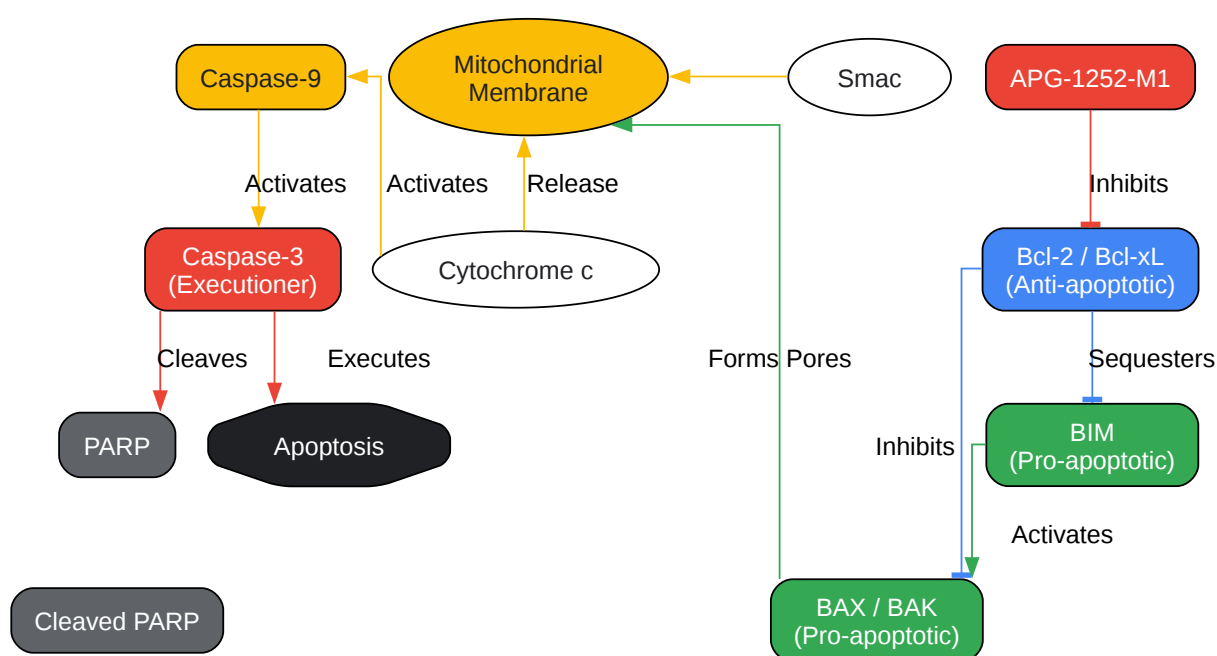 Caspase-9
Mitochondrial
Membrane
Smac
APG-1252-M1
Activates
Activates
Release
Inhibits
Caspase-3
(Executioner)
Cytochrome c
Bcl-2 / Bcl-xL
(Anti-apoptotic)
Cleaves
Executes
Forms Pores
Sequesters
PARP
Apoptosis
Inhibits
BIM
(Pro-apoptotic)
Activates
Cleaved PARP
BAX / BAK
(Pro-apoptotic)